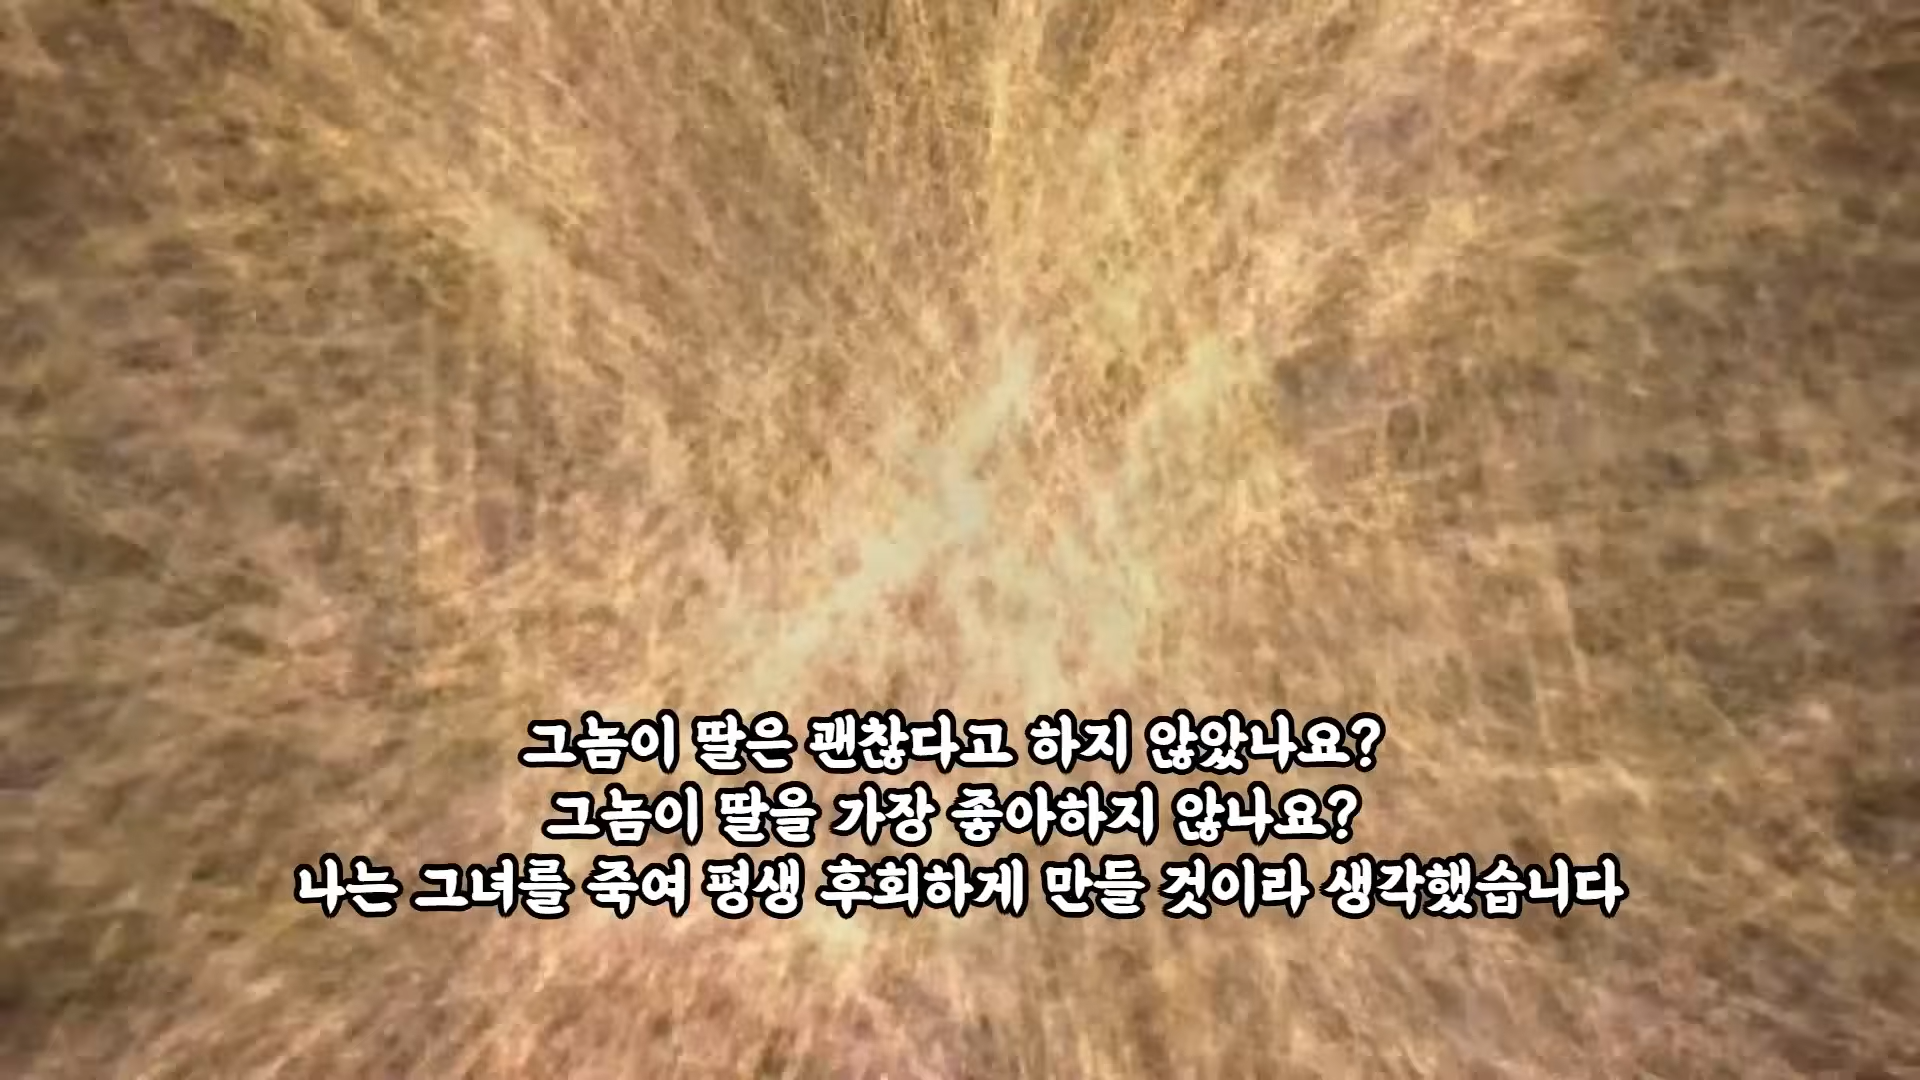 그놈이 딸은 괜찮다고 하지 않았나요?
그놈이 딸을 가장 좋아하지 않나요?
나는 그녀를 죽여 평생 후회하게 만들 것이라 생각했습니다